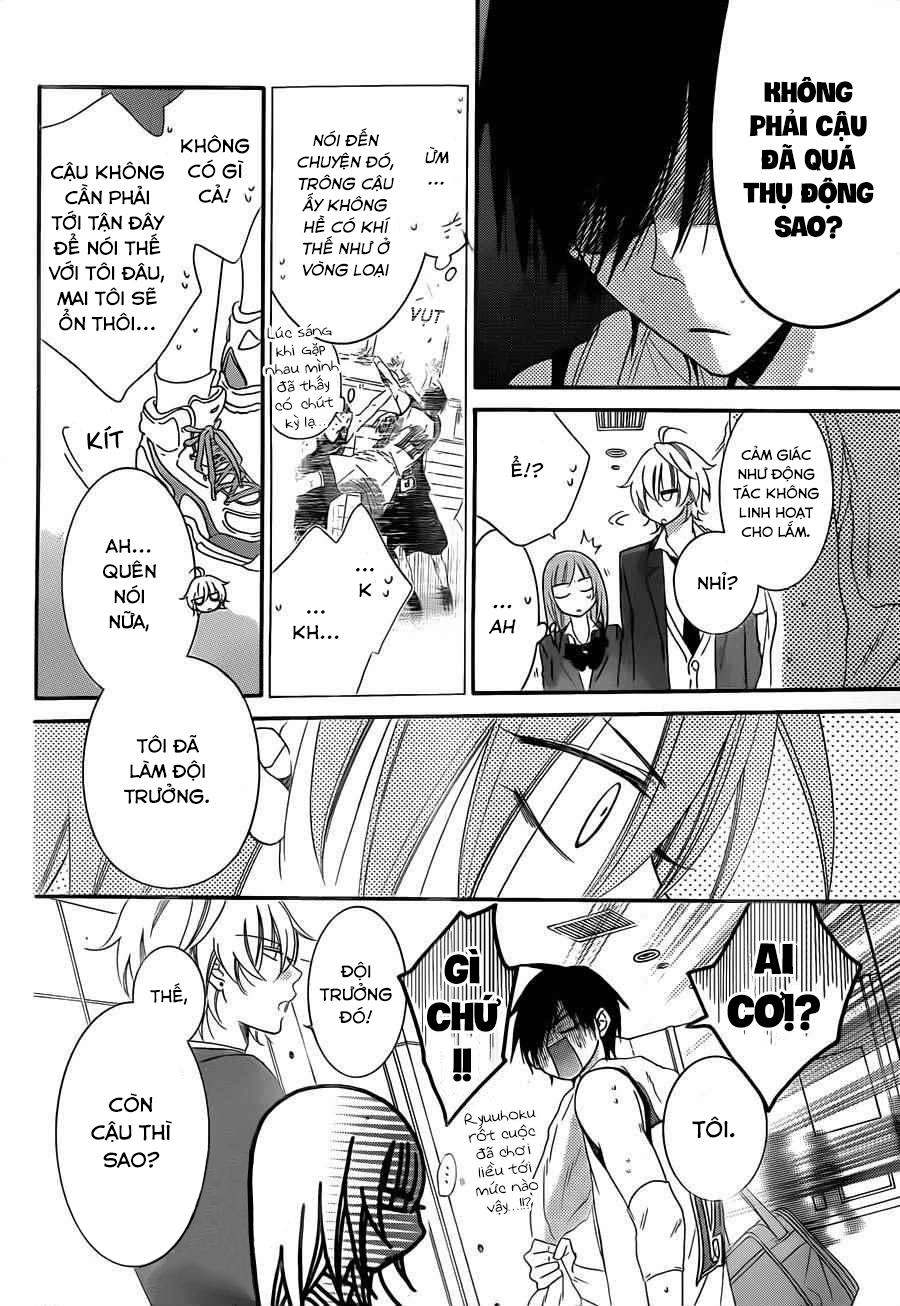 KHÔNG
PHẢI CẬU
ĐÃ QUÁ
THỤ ĐỘNG
SAO?
CẢM GIÁC
NHƯ ĐỘNG
TÁC KHÔNG
LINH HOẠT
CHO LẮM.
NHỈ?
Ể!?
...
AH
ỪM
...
NÓI ĐẾN
CHUYỆN ĐÓ,
TRÔNG CẬU
ẤY KHÔNG
HỀ CÓ KHÍ
THẾ NHƯ Ở
VÒNG LOẠI
VỤT
Lúc sáng
khi gặp
nhau mình
đã thấy
có chút
kỳ lạ...
...
K
...
KH...
KHÔNG
CÓ GÌ
CẢ!
CẬU KHÔNG
CẦN PHẢI
TỚI TẬN ĐÂY
ĐỂ NÓI THẾ
VỚI TÔI ĐÂU,
MAI TÔI SẼ
ỔN THÔI...
KÍT
AH...
QUÊN
NÓI
NỮA,
TÔI ĐÃ
LÀM ĐỘI
TRƯỞNG.
AI
CƠ!?
TÔI.
GÌ
CHỨ
!!
Ryuuhoku
rốt cuộc
đã chơi
liều tới
mức nào
vậy...!!?
...
ĐỘI
TRƯỞNG
ĐÓ!
THẾ,
CÒN
CẬU THÌ
SAO?